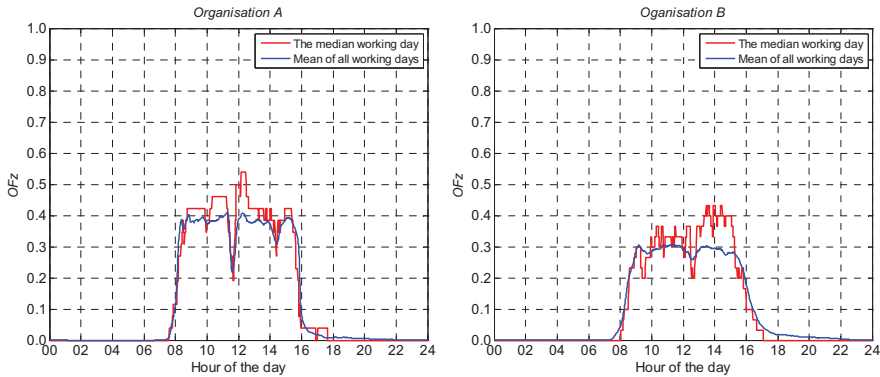 Organisation A
1.0
0.9
0.8
0.7
0.6
0.5
0.4
0.3
0.2
0.1
0.0
OFz
The median working day
Mean of all working days
00 02 04 06 08 10 12 14 16 18 20 22 24
Hour of the day
Oganisation B
1.0
0.9
0.8
0.7
0.6
0.5
0.4
0.3
0.2
0.1
0.0
OFz
The median working day
Mean of all working days
00 02 04 06 08 10 12 14 16 18 20 22 24
Hour of the day